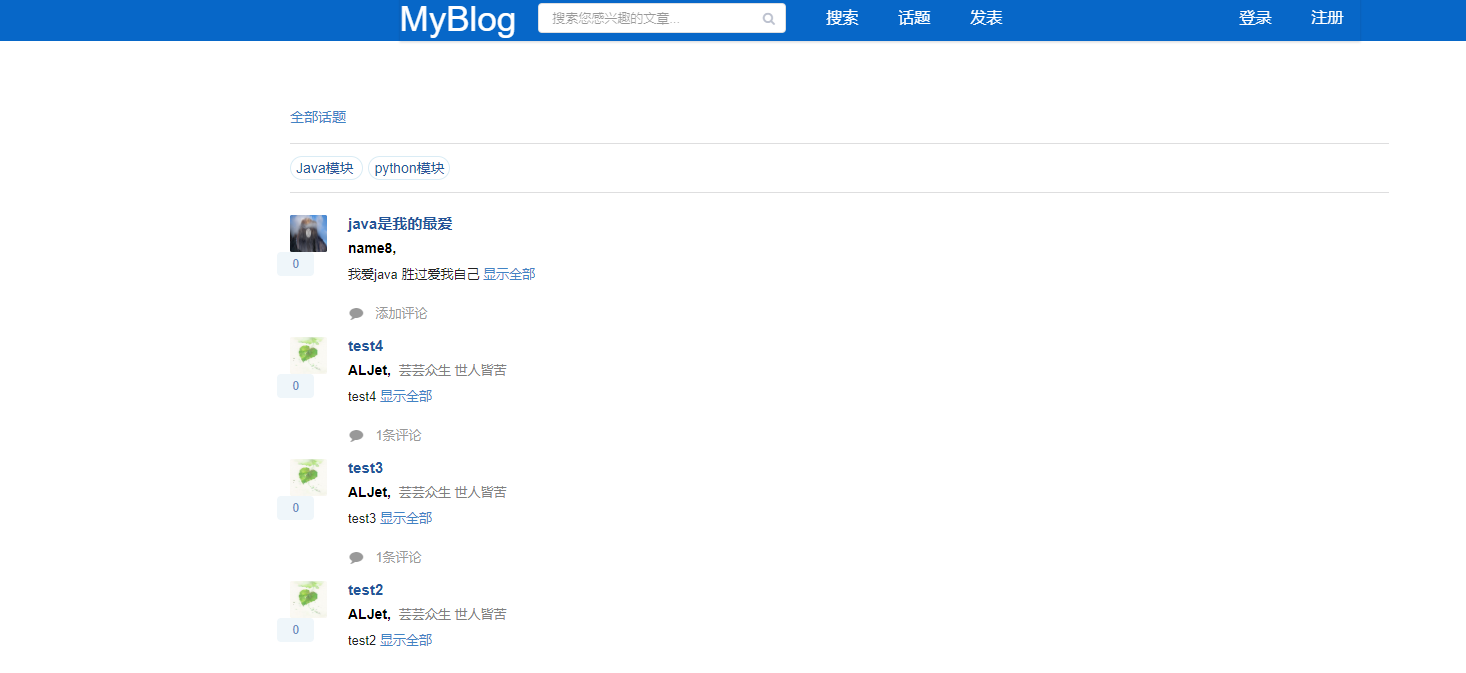 MyBlog 搜索您感兴趣的文章... 搜索 话题 发表 登录 注册
全部话题
Java模块 python模块
java是我的最爱
name8,
0
我爱java 胜过爱我自己 显示全部
添加评论
test4
ALJet, 芸芸众生 世人皆苦
0
test4 显示全部
1条评论
test3
ALJet, 芸芸众生 世人皆苦
0
test3 显示全部
1条评论
test2
ALJet, 芸芸众生 世人皆苦
0
test2 显示全部